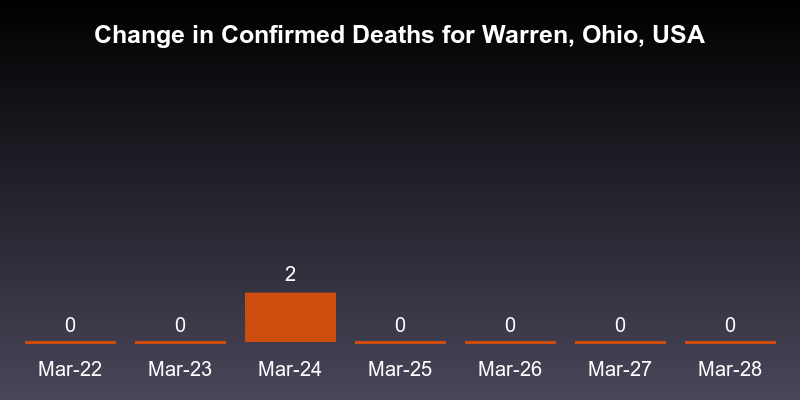 Change in Confirmed Deaths for Warren, Ohio, USA
2
0 0 0 0 0 0
Mar-22 Mar-23 Mar-24 Mar-25 Mar-26 Mar-27 Mar-28